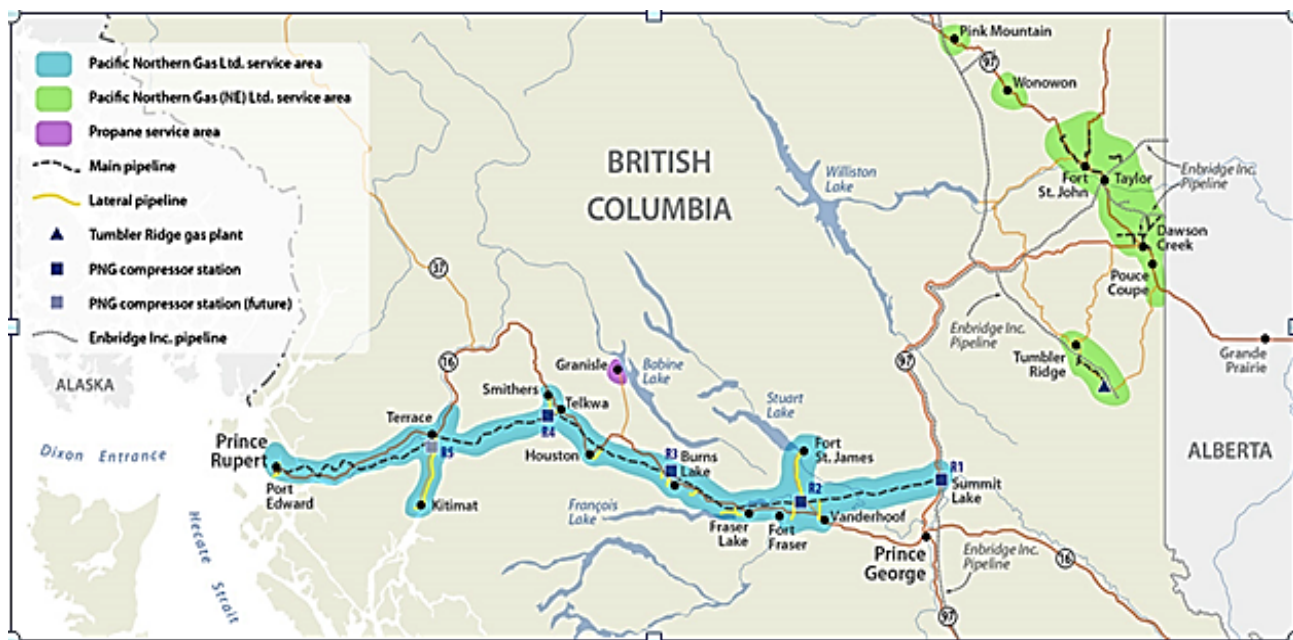 Pacific Northern Gas Ltd. service area
Pacific Northern Gas (NE) Ltd. service area
Propane service area
Main pipeline
Lateral pipeline
Tumbler Ridge gas plant
PNG compressor station
PNG compressor station (future)
Enbridge Inc. pipeline
BRITISH
COLUMBIA
Pink Mountain
97
Wonowon
Williston
Lake
Fort
St. John
Taylor
Enbridge Inc.
Pipeline
Dawson
Creek
Pouce
Coupe
37
Enbridge Inc.
Pipeline
Tumbler
Ridge
Grande
Prairie
ALASKA
16
97
Granisle
Babine
Lake
Smithers
Telkwa
Stuart
Lake
Terrace
R4
Prince
Rupert
R5
Houston
R3
Burns
Lake
Fort
St. James
R1
Summit
Lake
ALBERTA
Dixon Entrance
Port
Edward
Kitimat
François
Lake
R2
Fraser
Lake
Fort
Fraser
Vanderhoof
Prince
George
Enbridge Inc.
Pipeline
16
Hecate Strait
97